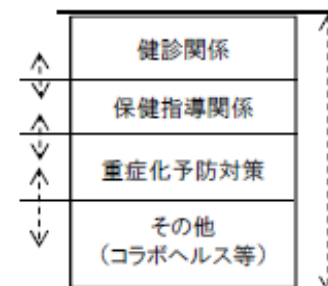 健診関係
保健指導関係
重症化予防対策
その他
（コラボヘルス等）